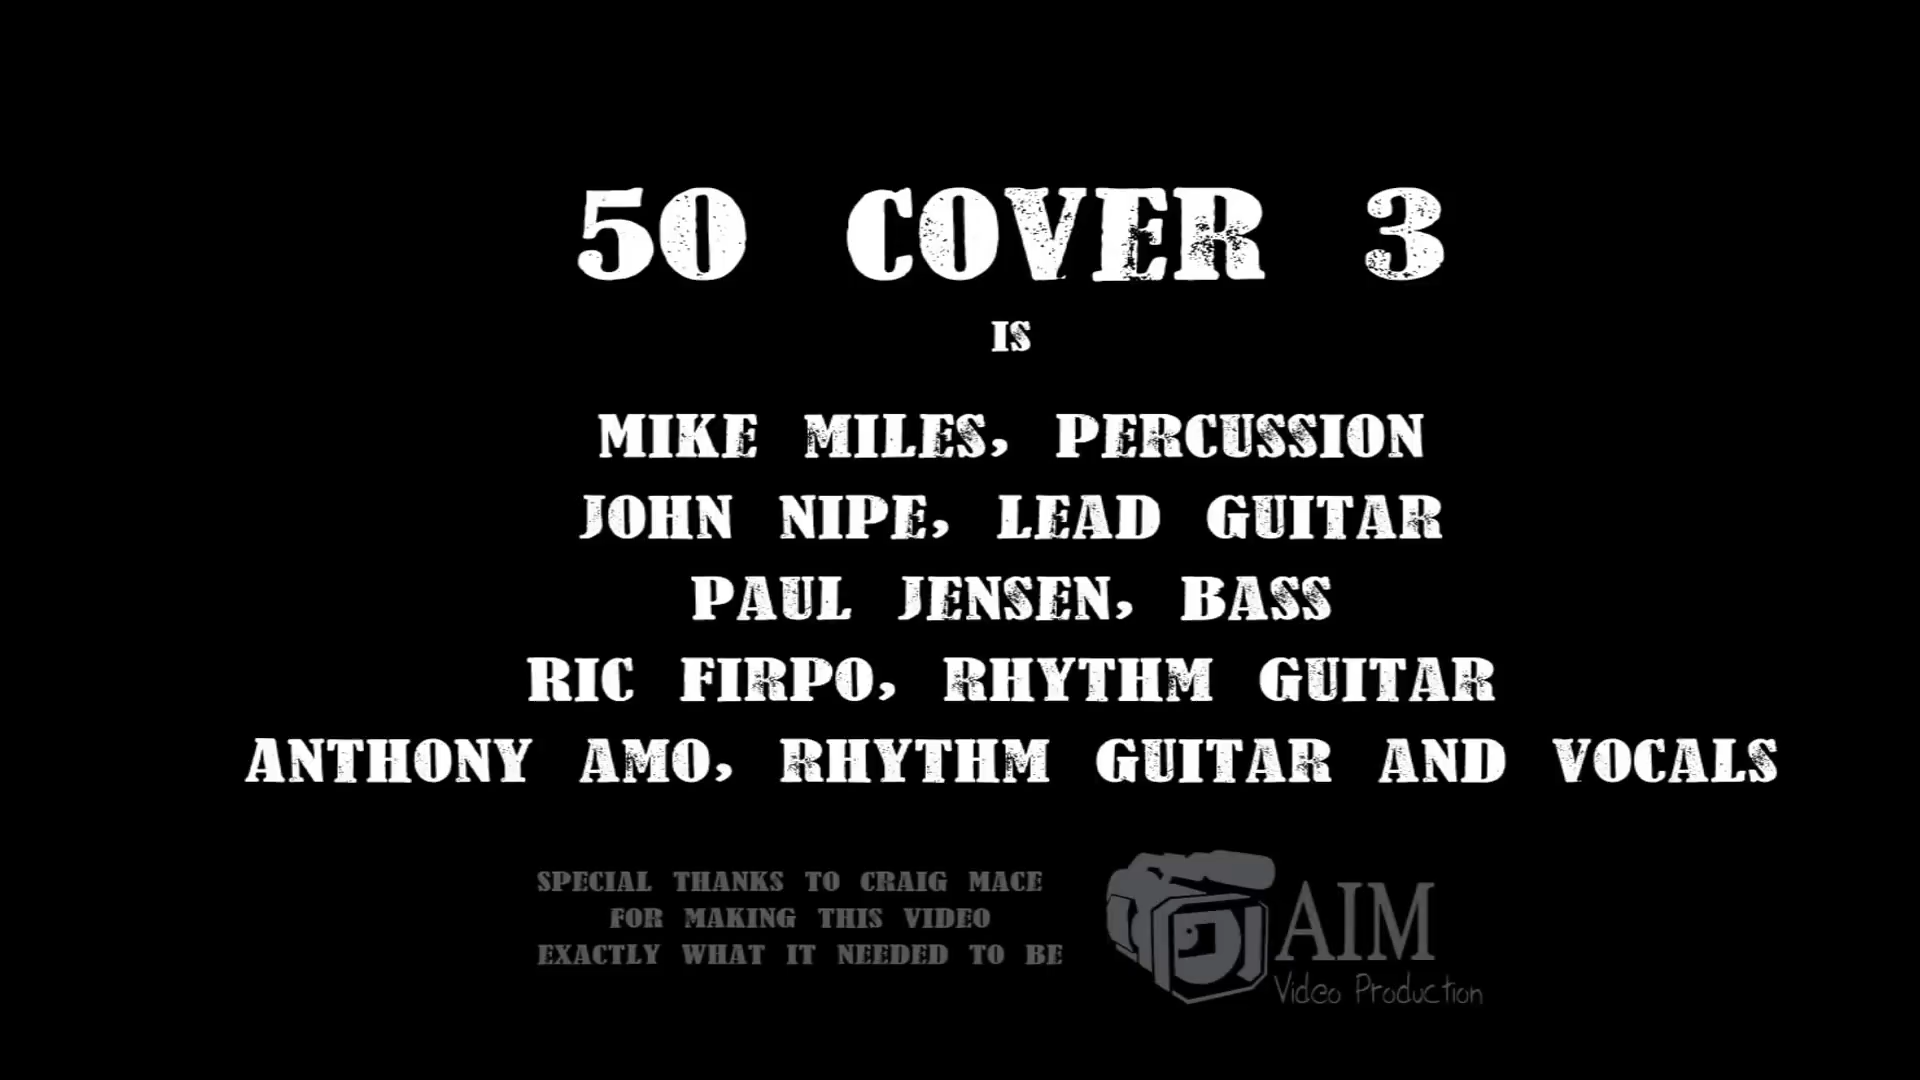 50 COVER 3
IS
MIKE MILES, PERCUSSION
JOHN NIPE, LEAD GUITAR
PAUL JENSEN, BASS
RIC FIRPO, RHYTHM GUITAR
ANTHONY AMO, RHYTHM GUITAR AND VOCALS
SPECIAL THANKS TO CRAIG MACE
FOR MAKING THIS VIDEO
EXACTLY WHAT IT NEEDED TO BE
AIM
Video Production